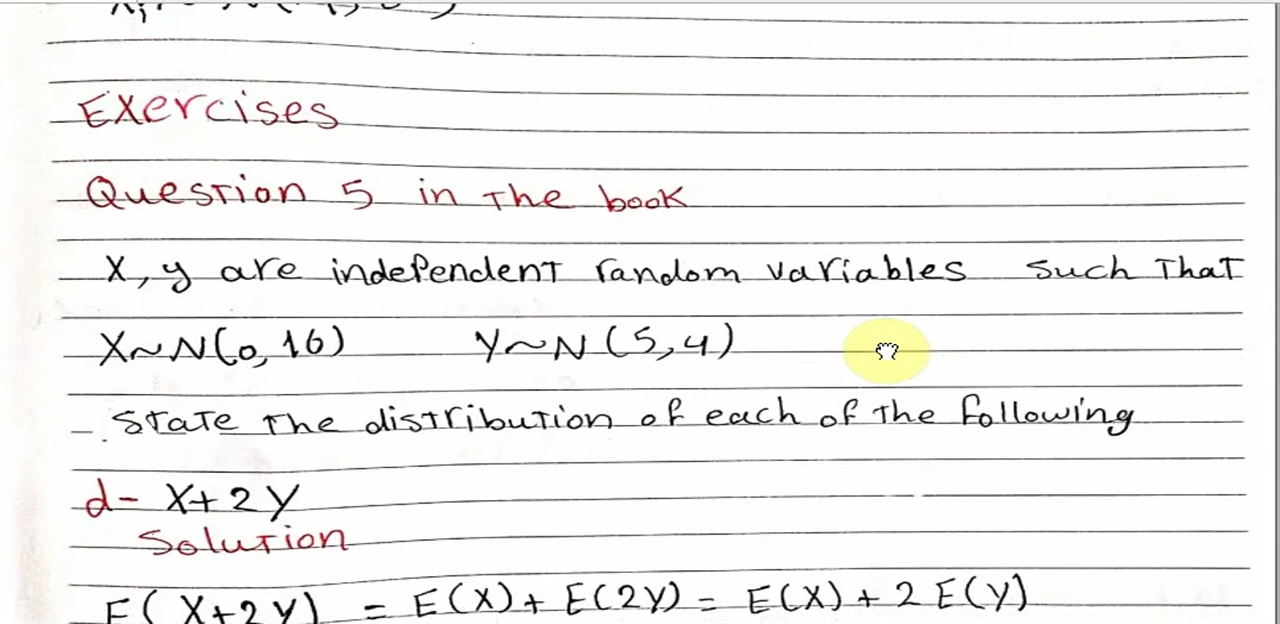 Exercises
Question 5 in the book
X, y are independent random variables such that
X~N(0, 16) Y~N(5,4)
- State the distribution of each of the following
d- X+2Y
Solution
E(X+2Y) = E(X) + E(2Y) = E(X) + 2 E(Y)